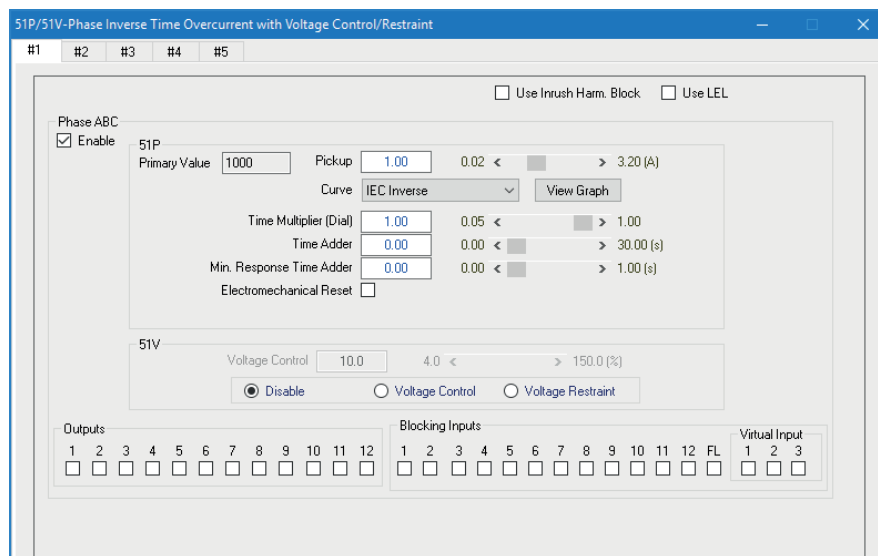 51P/51V-Phase Inverse Time Overcurrent with Voltage Control/Restraint
#1 #2 #3 #4 #5
Use Inrush Harm. Block Use LEL
Phase ABC
Enable
51P
Primary Value 1000 Pickup 1.00 0.02 < > 3.20 (A)
Curve IEC Inverse View Graph
Time Multiplier (Dial) 1.00 0.05 < > 1.00
Time Adder 0.00 0.00 < > 30.00 (s)
Min. Response Time Adder 0.00 0.00 < > 1.00 (s)
Electromechanical Reset
51V
Voltage Control 10.0 4.0 < > 150.0 (%)
Disable Voltage Control Voltage Restraint
Outputs
1 2 3 4 5 6 7 8 9 10 11 12
Blocking Inputs
1 2 3 4 5 6 7 8 9 10 11 12 FL
Virtual Input
1 2 3